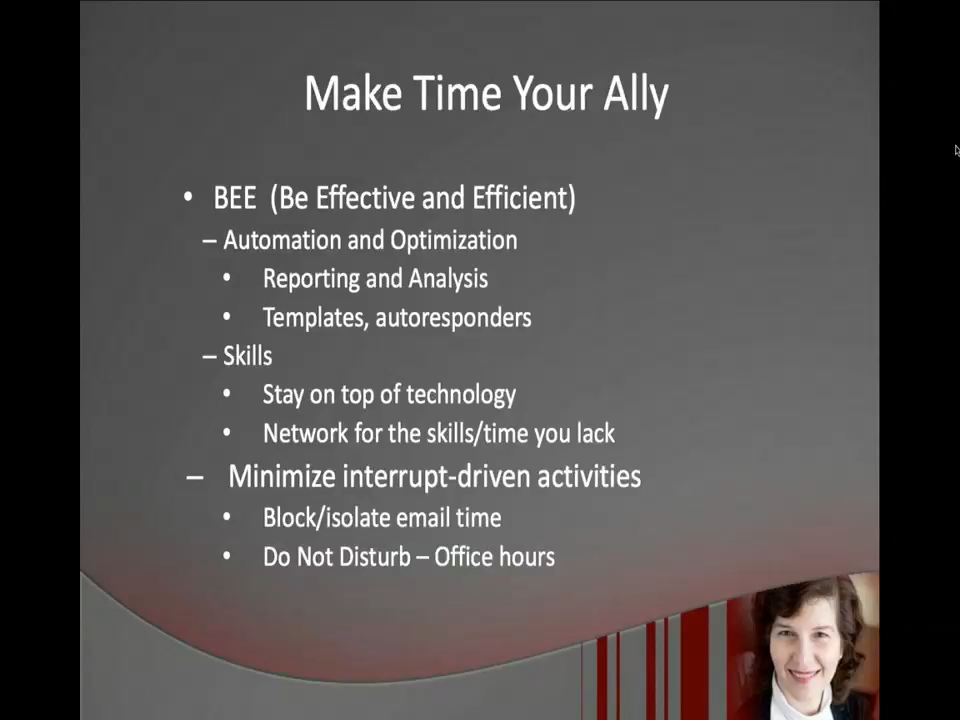 Make Time Your Ally
• BEE (Be Effective and Efficient)
– Automation and Optimization
• Reporting and Analysis
• Templates, autoresponders
– Skills
• Stay on top of technology
• Network for the skills/time you lack
– Minimize interrupt-driven activities
• Block/isolate email time
• Do Not Disturb – Office hours